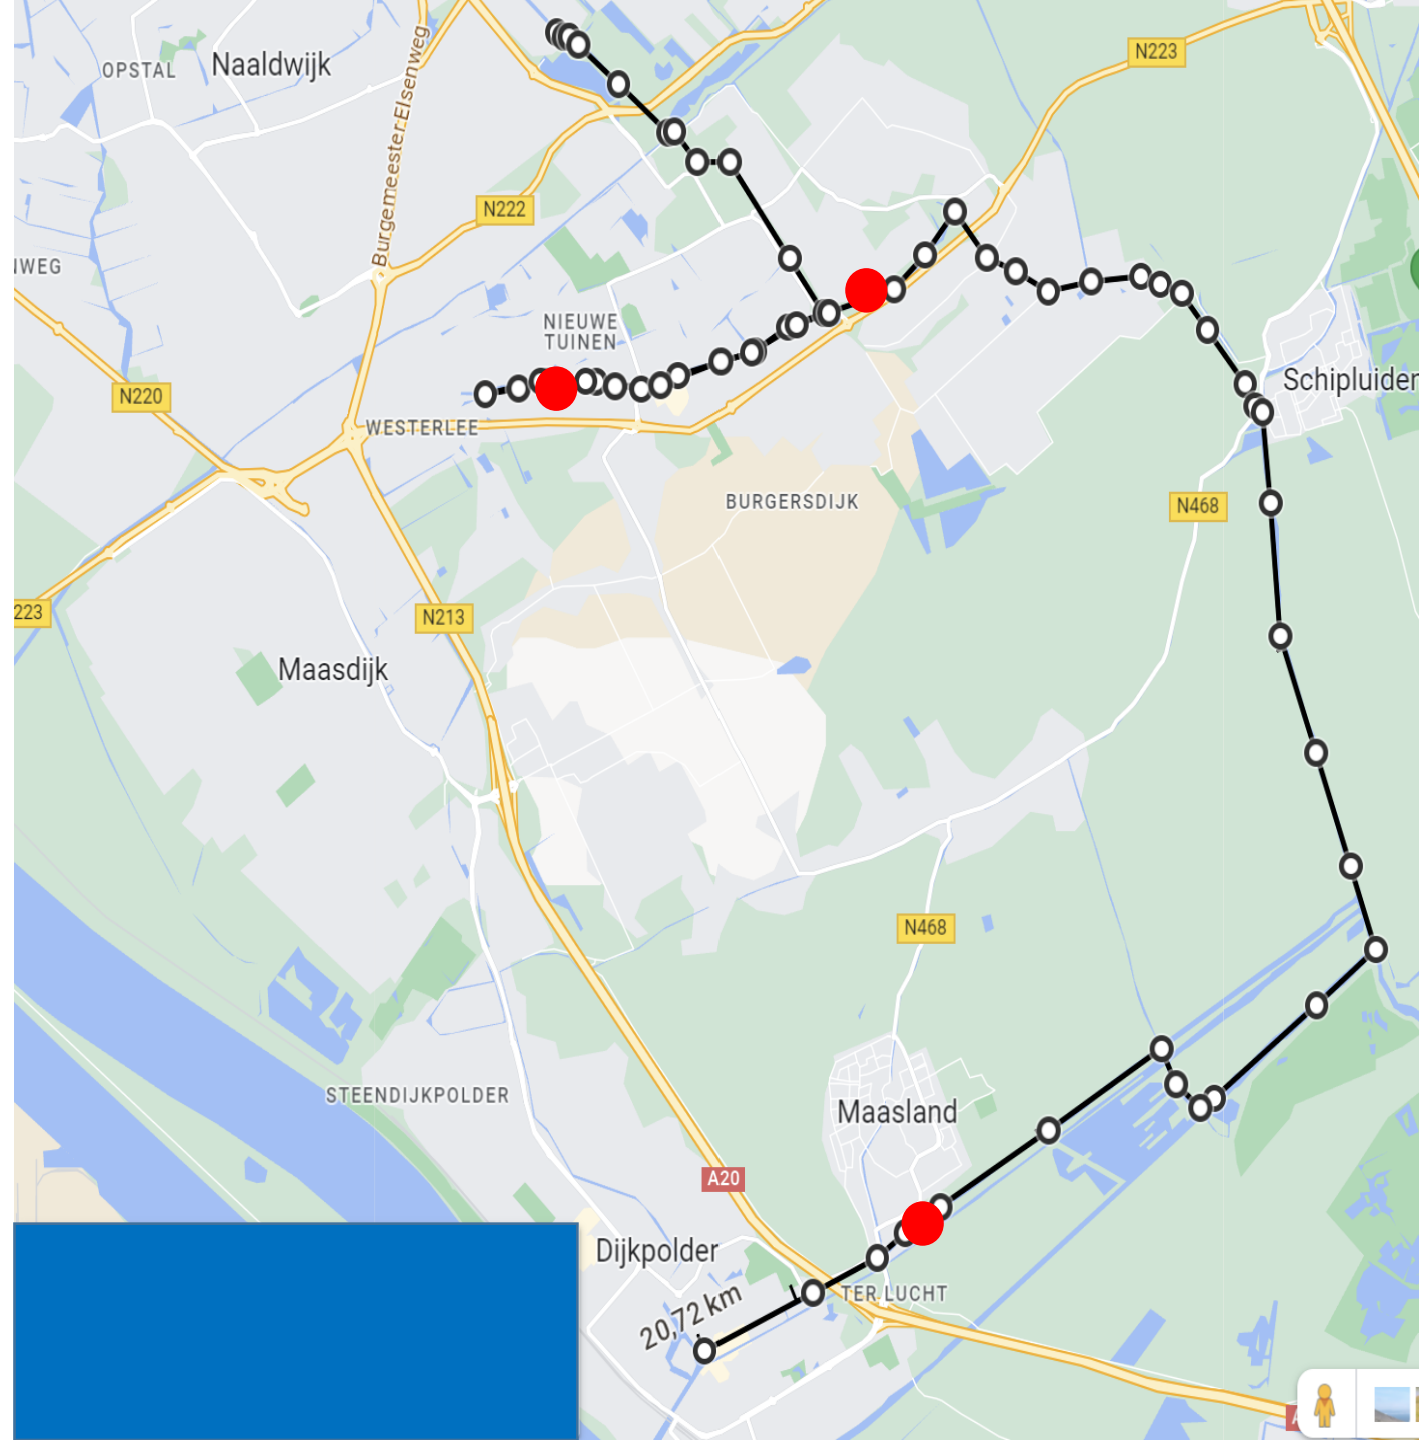 N223
OPSTAL
Naaldwijk
Burgemeester Elsenweg
N222
NWEG
NIEUWE
TUINEN
N220
Schipluiden
WESTERLEE
BURGERSDIJK
N468
223
N213
Maasdijk
N468
STEENDIJKPOLDER
Maasland
A20
Dijkpolder
TER LUCHT
20,72 km